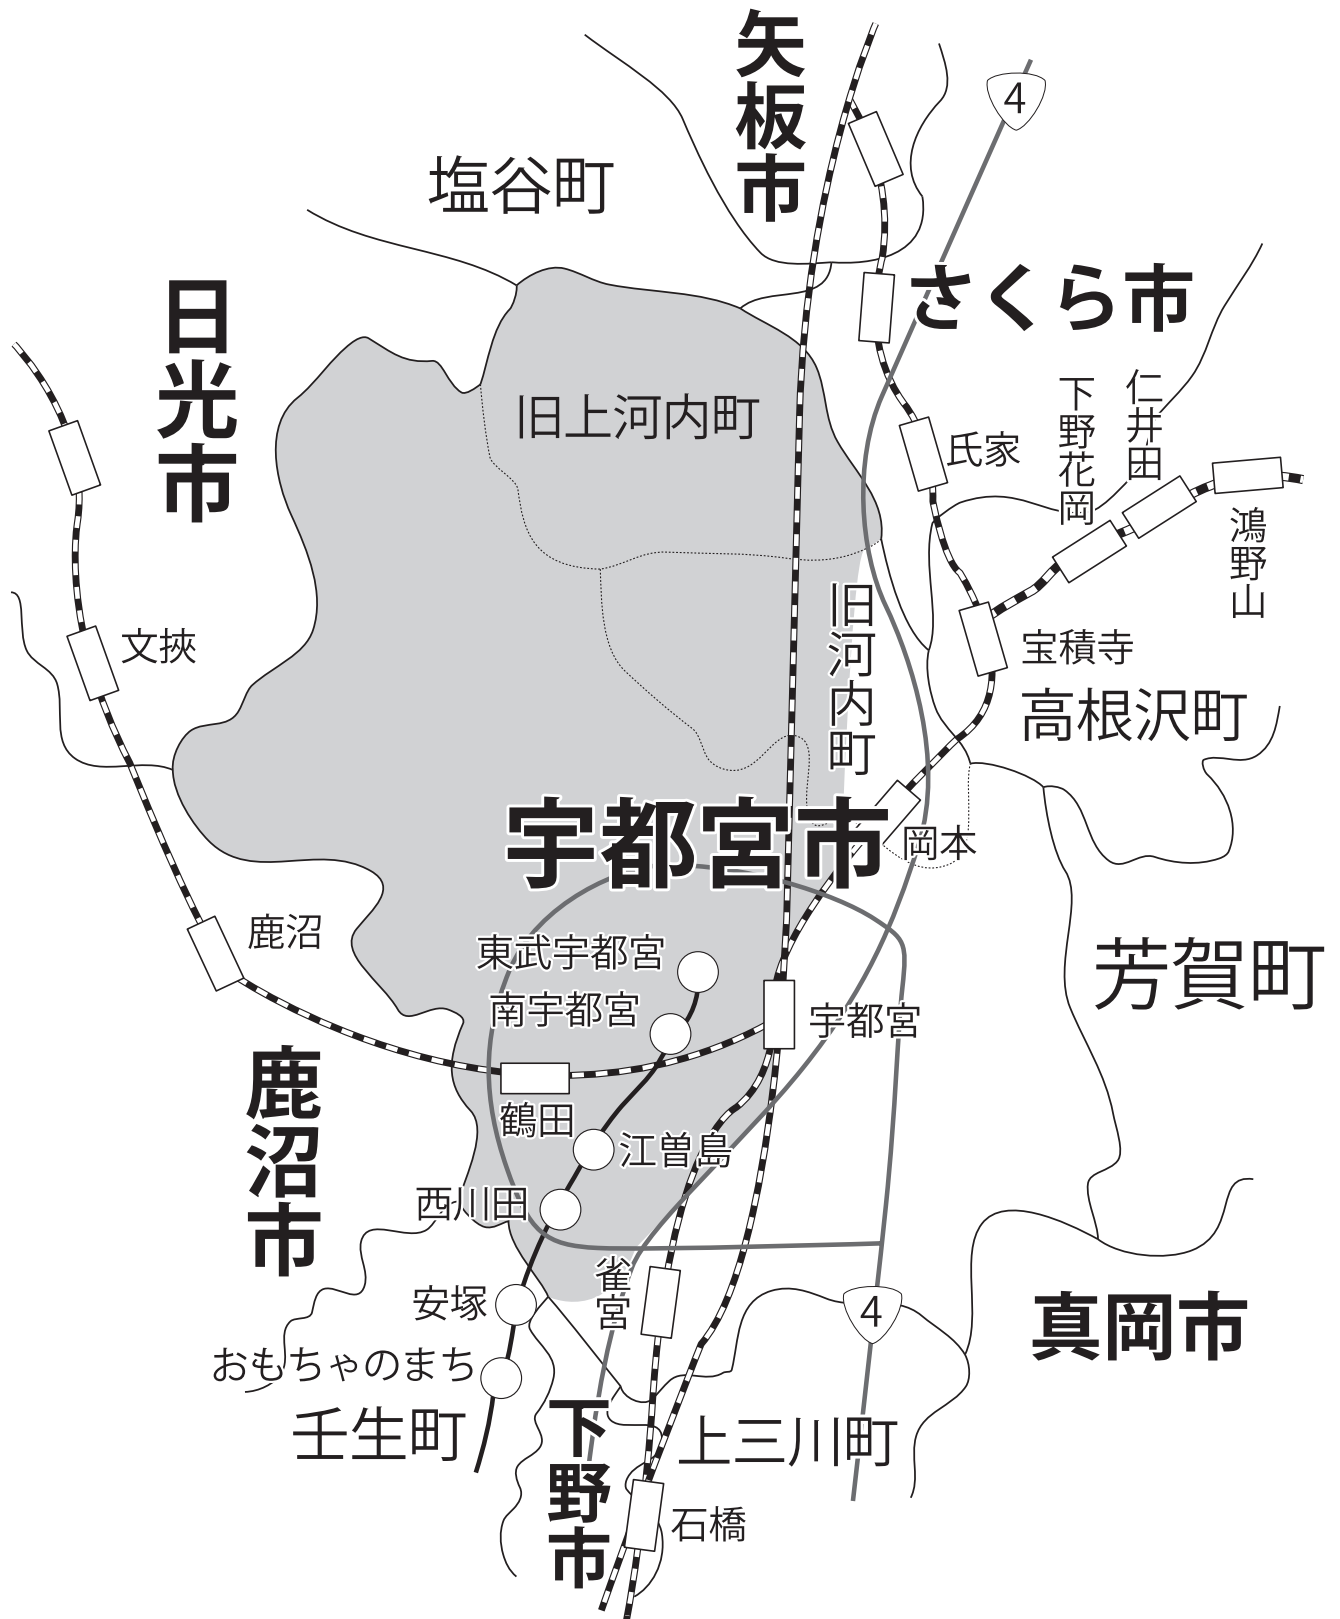 矢板市
4
塩谷町
さくら市
日光市
旧上河内町
氏家
下野花岡
仁井田
鴻野山
旧河内町
文挾
宝積寺
高根沢町
宇都宮市
岡本
鹿沼
東武宇都宮
南宇都宮
宇都宮
芳賀町
鹿沼市
鶴田
江曽島
西川田
雀宮
安塚
4
真岡市
おもちゃのまち
壬生町
下野市
上三川町
石橋